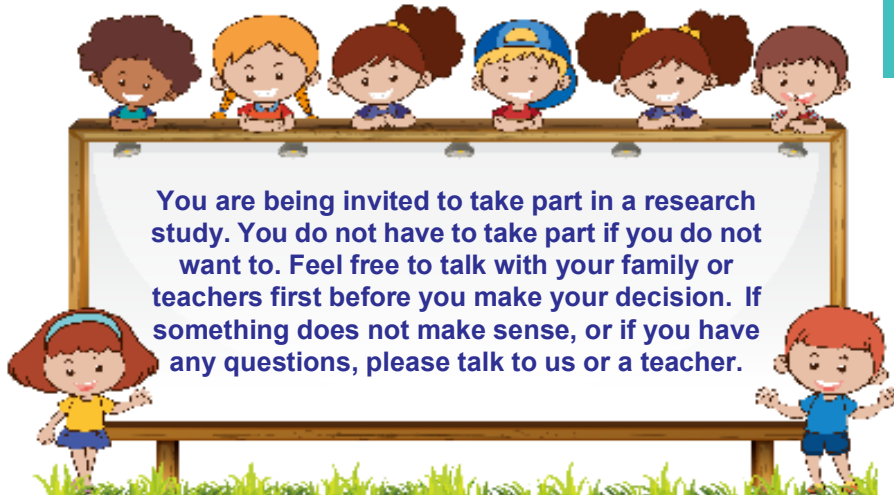 You are being invited to take part in a research
study. You do not have to take part if you do not
want to. Feel free to talk with your family or
teachers first before you make your decision. If
something does not make sense, or if you have
any questions, please talk to us or a teacher.